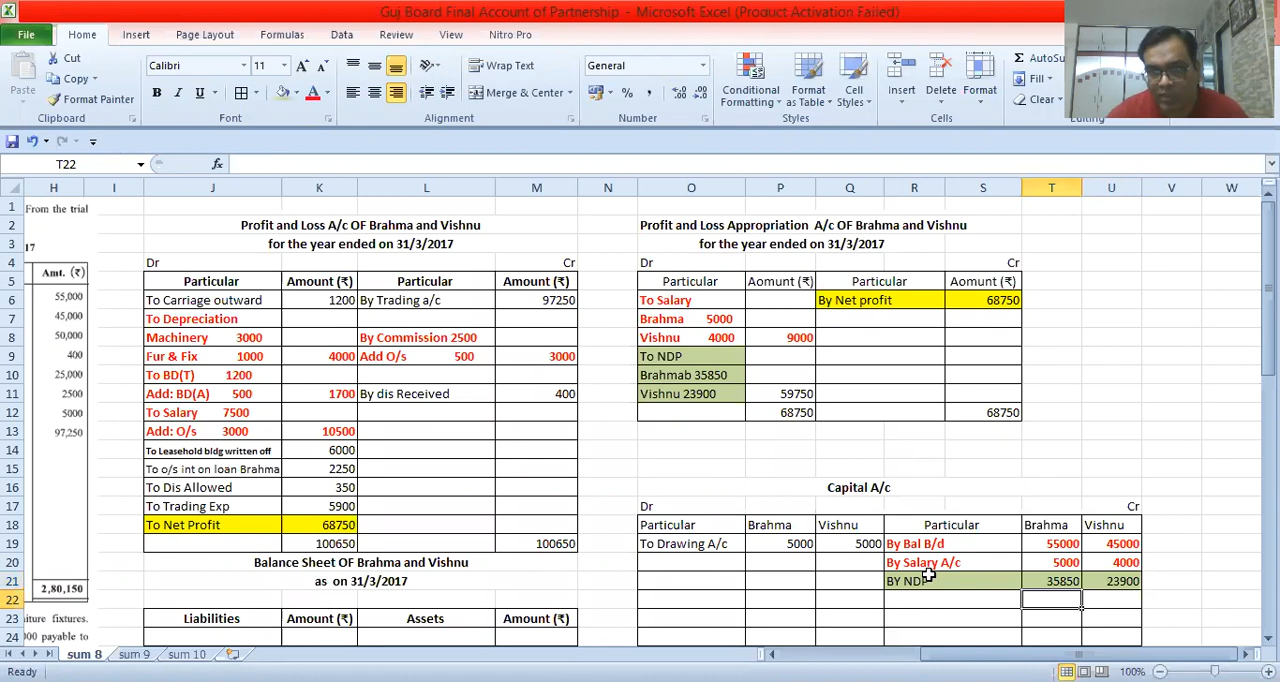 Guj Board Final Account of Partnership - Microsoft Excel (Product Activation Failed)
File Home Insert Page Layout Formulas Data Review View Nitro Pro
Paste Cut Copy Format Painter Clipboard
Calibri 11 B I U A Font
Wrap Text Merge & Center Alignment
General % , Number
Conditional Formatting Format as Table Cell Styles Styles
Insert Delete Format Cells
Σ AutoSu Fill Clear
T22 fx
H I J K L M N O P Q R S T U V W
1 From the trial
2 Profit and Loss A/c OF Brahma and Vishnu Profit and Loss Appropriation A/c OF Brahma and Vishnu
3 17 for the year ended on 31/3/2017 for the year ended on 31/3/2017
4 Amt. (₹) Dr Cr Dr Cr
5 Particular Amount (₹) Particular Amount (₹) Particular Aomunt (₹) Particular Aomunt (₹)
6 55,000 To Carriage outward 1200 By Trading a/c 97250 To Salary By Net profit 68750
7 45,000 To Depreciation Brahma 5000
8 50,000 Machinery 3000 By Commission 2500 Vishnu 4000 9000
9 400 Fur & Fix 1000 4000 Add O/s 500 3000 To NDP
10 25,000 To BD(T) 1200 Brahmab 35850
11 2500 Add: BD(A) 500 1700 By dis Received 400 Vishnu 23900 59750
12 5000 To Salary 7500 68750 68750
13 97,250 Add: O/s 3000 10500
14 To Leasehold bldg written off 6000
15 To o/s int on loan Brahma 2250
16 To Dis Allowed 350 Capital A/c
17 To Trading Exp 5900 Dr Cr
18 To Net Profit 68750 Particular Brahma Vishnu Particular Brahma Vishnu
19 100650 100650 To Drawing A/c 5000 5000 By Bal B/d 55000 45000
20 Balance Sheet OF Brahma and Vishnu By Salary A/c 5000 4000
21 2,80,150 as on 31/3/2017 BY NDP 35850 23900
22 iture fixtures.
23 Liabilities Amount (₹) Assets Amount (₹)
24 00 payable to
sum 8 sum 9 sum 10
Ready 100%